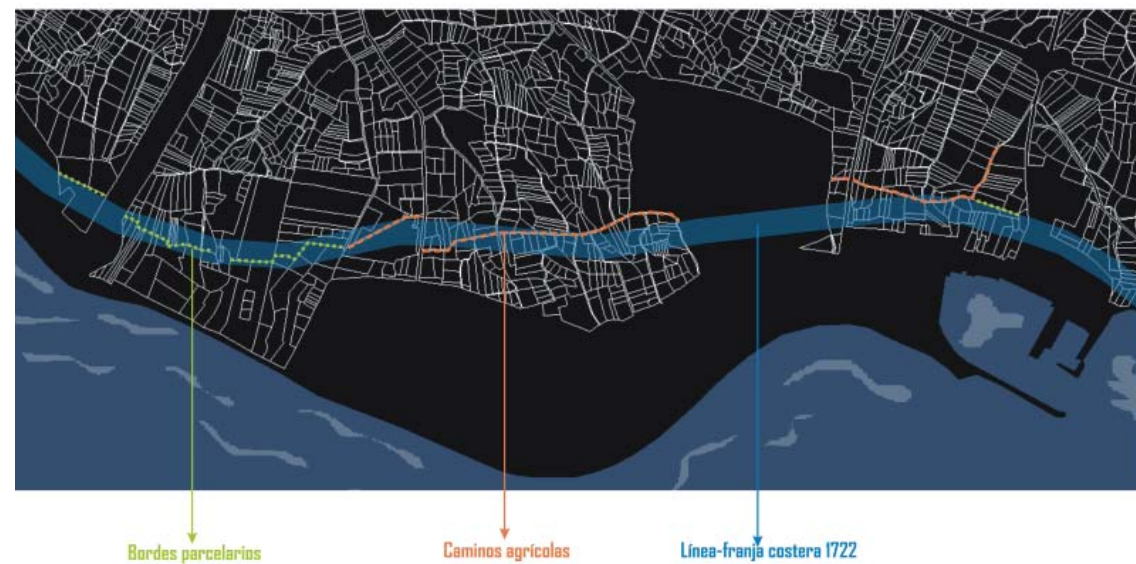 Bordes parcelarios
Caminos agrícolas
Línea-franja costera 1722